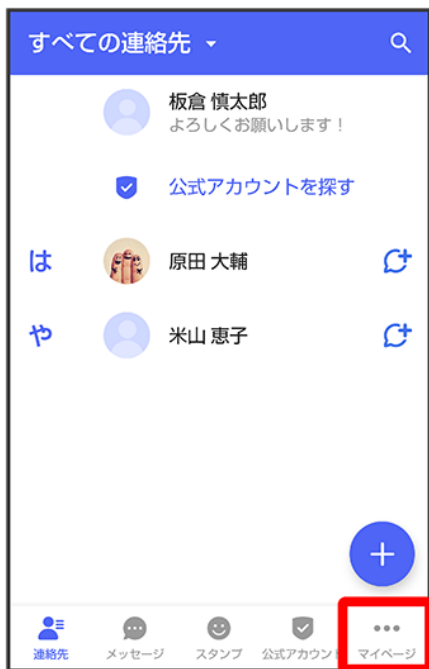 すべての連絡先
板倉 慎太郎
よろしくお願いします！
公式アカウントを探す
は
原田 大輔
や
米山 恵子
連絡先
メッセージ
スタンプ
公式アカウント
マイページ